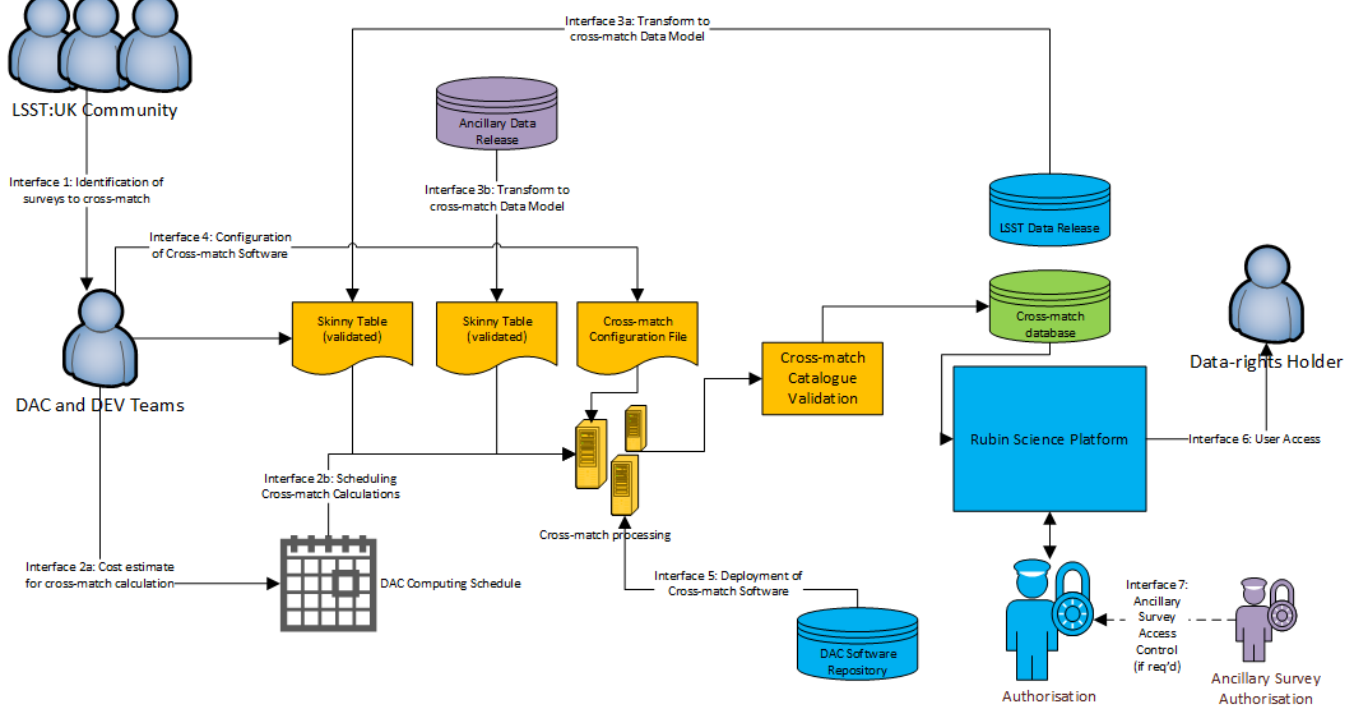 Interface 3a: Transform to
cross-match Data Model
LSST:UK Community
Ancillary Data
Release
Interface 1: Identification of
surveys to cross-match
Interface 3b: Transform to
cross-match Data Model
LSST Data Release
Interface 4: Configuration
of Cross-match Software
Skinny Table
(validated)
Skinny Table
(validated)
Cross-match
Configuration File
Cross-match
database
Cross-match
Catalogue
Validation
Data-rights Holder
DAC and DEV Teams
Rubin Science Platform
Interface 6: User Access
Interface 2b: Scheduling
Cross-match Calculations
Cross-match processing
Interface 2a: Cost estimate
for cross-match calculation
DAC Computing Schedule
Interface 5: Deployment of
Cross-match Software
Interface 7:
Ancillary
Survey
Access
Control
(if req'd)
DAC Software
Repository
Authorisation
Ancillary Survey
Authorisation